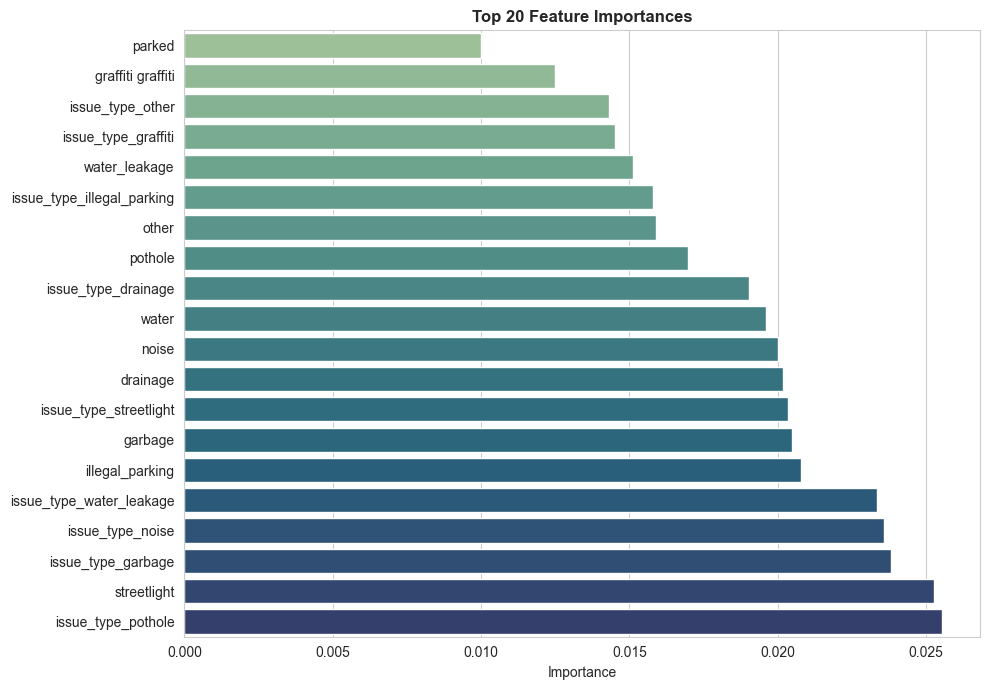 Top 20 Feature Importances
parked
graffiti graffiti
issue_type_other
issue_type_graffiti
water_leakage
issue_type_illegal_parking
other
pothole
issue_type_drainage
water
noise
drainage
issue_type_streetlight
garbage
illegal_parking
issue_type_water_leakage
issue_type_noise
issue_type_garbage
streetlight
issue_type_pothole
0.000 0.005 0.010 0.015 0.020 0.025
Importance